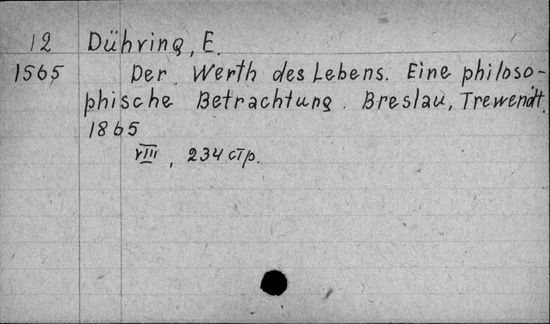 12 Dühring, E.
1565 Der Werth des Lebens. Eine philoso-
phische Betrachtung. Breslau, Trewendt.
1865
VIII, 234 стр.